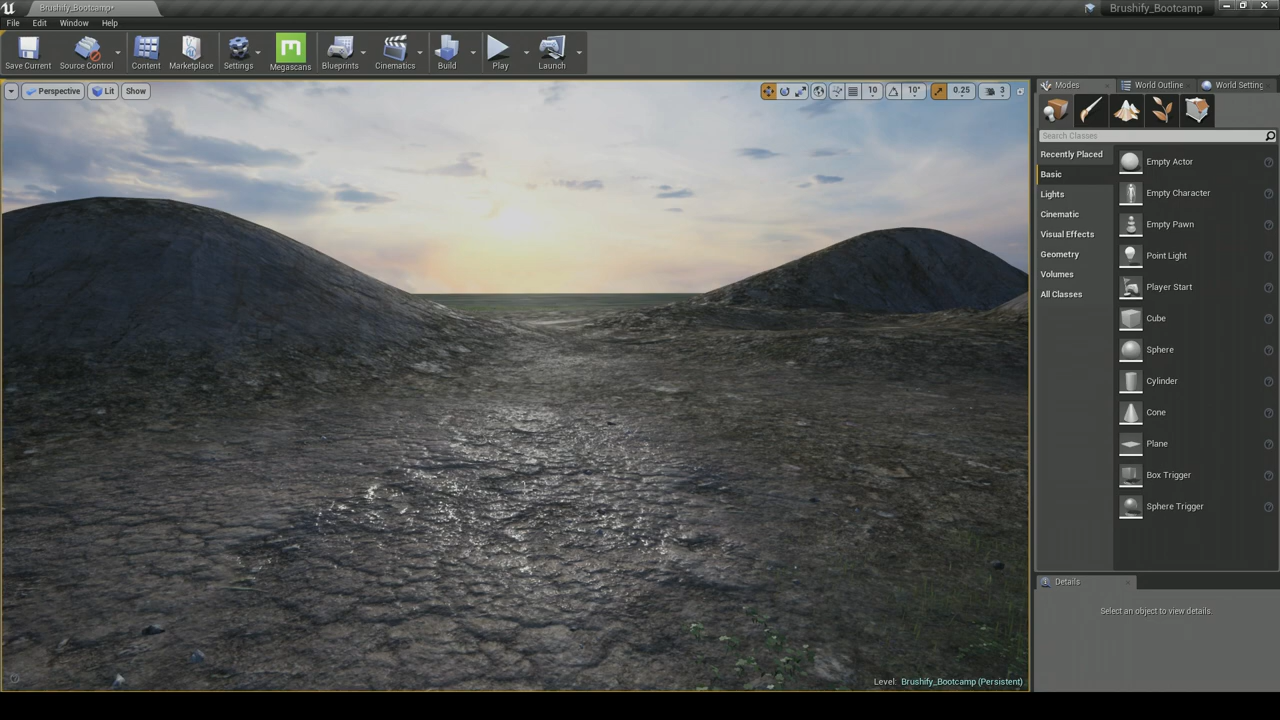 Brushify_Bootcamp*
Brushify_Bootcamp
File Edit Window Help
Save Current Source Control Content Marketplace Settings Megascans Blueprints Cinematics Build Play Launch
Perspective Lit Show 10 10° 0.25 3
Modes World Outline World Setting
Search Classes
Recently Placed
Basic
Lights
Cinematic
Visual Effects
Geometry
Volumes
All Classes
Empty Actor
Empty Character
Empty Pawn
Point Light
Player Start
Cube
Sphere
Cylinder
Cone
Plane
Box Trigger
Sphere Trigger
Details
Select an object to view details.
Level: Brushify_Bootcamp (Persistent)